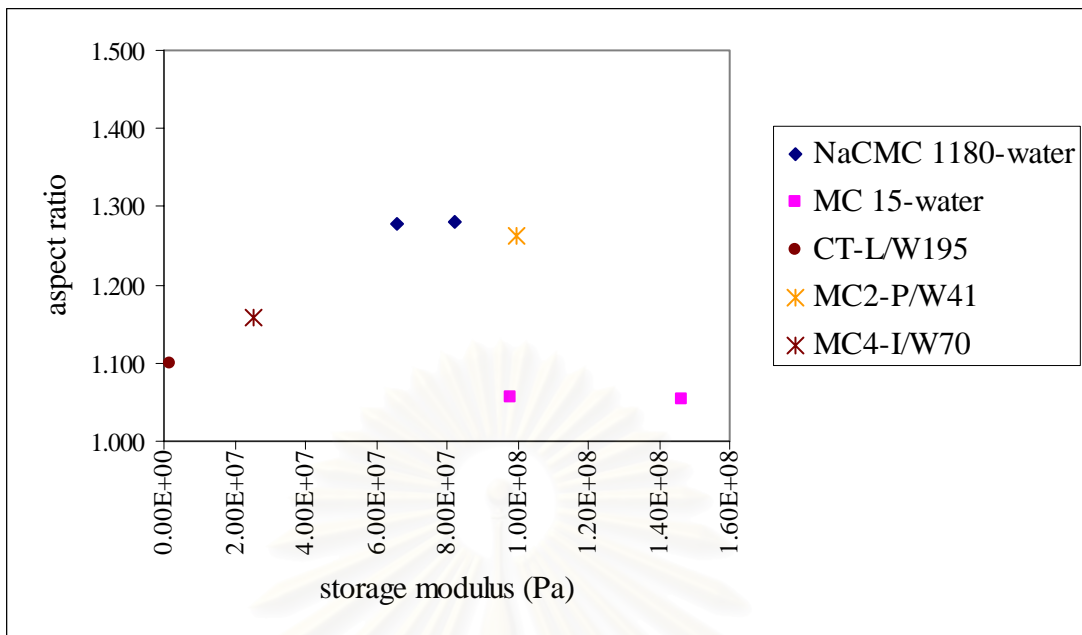 1.500
1.400
1.300
1.200
1.100
1.000
aspect ratio
0.00E+00
2.00E+07
4.00E+07
6.00E+07
8.00E+07
1.00E+08
1.20E+08
1.40E+08
1.60E+08
storage modulus (Pa)
NaCMC 1180-water
MC 15-water
CT-L/W195
MC2-P/W41
MC4-I/W70